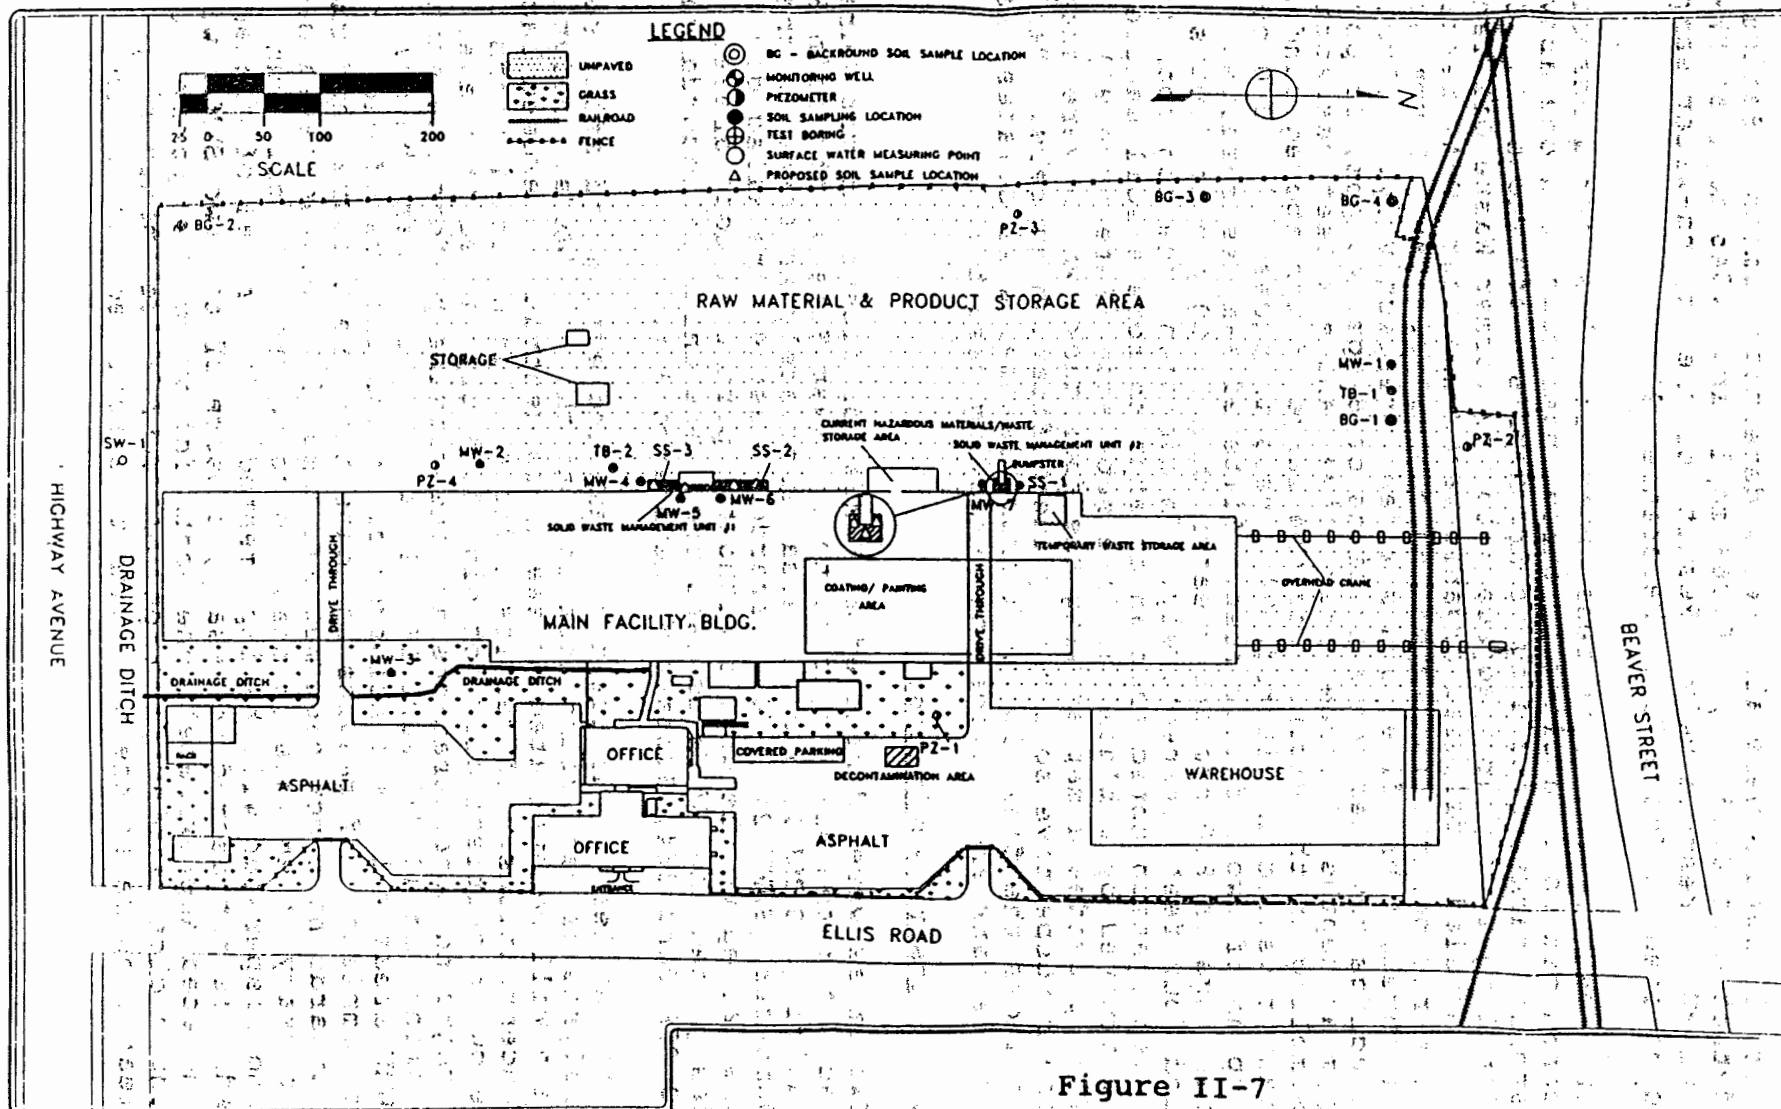 LEGEND
UNPAVED
GRASS
RAILROAD
FENCE
BG - BACKROUND SOIL SAMPLE LOCATION
MONITORING WELL
PIEZOMETER
SOIL SAMPLING LOCATION
TEST BORING
SURFACE WATER MEASURING POINT
PROPOSED SOIL SAMPLE LOCATION
25 0 50 100 200
SCALE
N
BG-2
PZ-3
BG-3
BG-4
RAW MATERIAL & PRODUCT STORAGE AREA
STORAGE
MW-1
TB-1
BG-1
PZ-2
CURRENT HAZARDOUS MATERIALS/WASTE
STORAGE AREA
SOLID WASTE MANAGEMENT UNIT #2
DUMPSTER
SW-1
PZ-4
MW-2
TB-2
SS-3
SS-2
MW-4
MW-5
MW-6
SOLID WASTE MANAGEMENT UNIT #1
MW-7
SS-1
TEMPORARY WASTE STORAGE AREA
OVERHEAD CRANE
HIGHWAY AVENUE
DRAINAGE DITCH
DRIVE THROUGH
MAIN FACILITY BLDG.
COATING/ PAINTING
AREA
DRIVE THROUGH
BEAVER STREET
MW-3
DRAINAGE DITCH
DRAINAGE DITCH
OFFICE
COVERED PARKING
PZ-1
DECONTAMINATION AREA
WAREHOUSE
ASPHALT
OFFICE
ASPHALT
ENTRANCE
ELLIS ROAD
Figure II-7